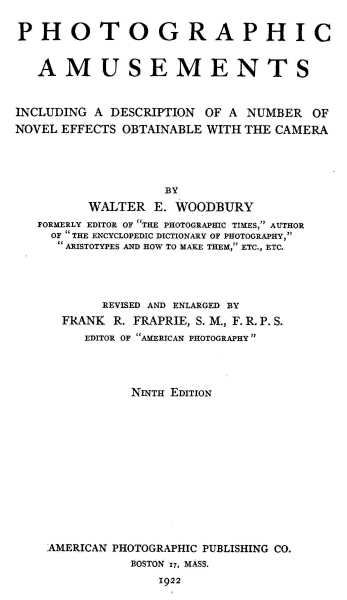 PHOTOGRAPHIC
AMUSEMENTS
INCLUDING A DESCRIPTION OF A NUMBER OF
NOVEL EFFECTS OBTAINABLE WITH THE CAMERA
BY
WALTER E. WOODBURY
FORMERLY EDITOR OF "THE PHOTOGRAPHIC TIMES," AUTHOR
OF "THE ENCYCLOPEDIC DICTIONARY OF PHOTOGRAPHY,"
"ARISTOTYPES AND HOW TO MAKE THEM," ETC., ETC.
REVISED AND ENLARGED BY
FRANK R. FRAPRIE, S. M., F. R. P. S.
EDITOR OF "AMERICAN PHOTOGRAPHY"
NINTH EDITION
AMERICAN PHOTOGRAPHIC PUBLISHING CO.
BOSTON 17, MASS.
1922